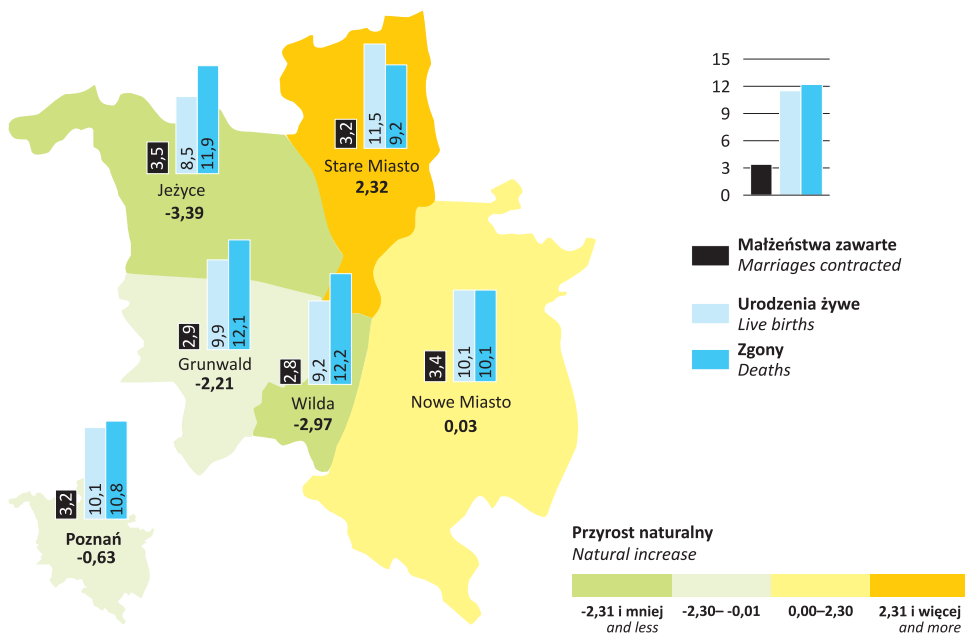 3,5
8,5
11,9
Jeżyce
-3,39
3,2
11,5
9,2
Stare Miasto
2,32
2,9
9,9
12,1
Grunwald
-2,21
2,8
9,2
12,2
Wilda
-2,97
3,4
10,1
10,1
Nowe Miasto
0,03
3,2
10,1
10,8
Poznań
-0,63
15
12
9
6
3
0
Małżeństwa zawarte
Marriages contracted
Urodzenia żywe
Live births
Zgony
Deaths
Przyrost naturalny
Natural increase
-2,31 i mniej
and less
-2,30– -0,01
0,00–2,30
2,31 i więcej
and more